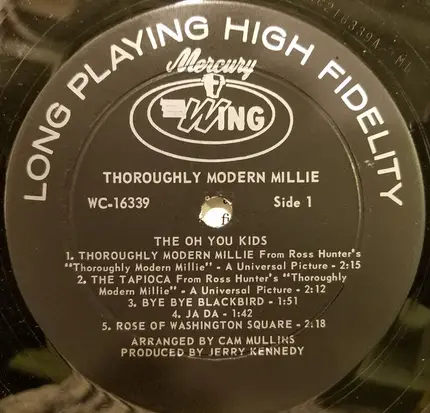 LONG PLAYING HIGH FIDELITY
Mercury
WING
THOROUGHLY MODERN MILLIE
WC-16339 Side 1
THE OH YOU KIDS
1. THOROUGHLY MODERN MILLIE From Ross Hunter's
"Thoroughly Modern Millie" - A Universal Picture - 2:15
2. THE TAPIOCA From Ross Hunter's "Thoroughly
Modern Millie" - A Universal Picture - 2:12
3. BYE BYE BLACKBIRD - 1:51
4. JA DA - 1:42
5. ROSE OF WASHINGTON SQUARE - 2:18
ARRANGED BY CAM MULLINS
PRODUCED BY JERRY KENNEDY